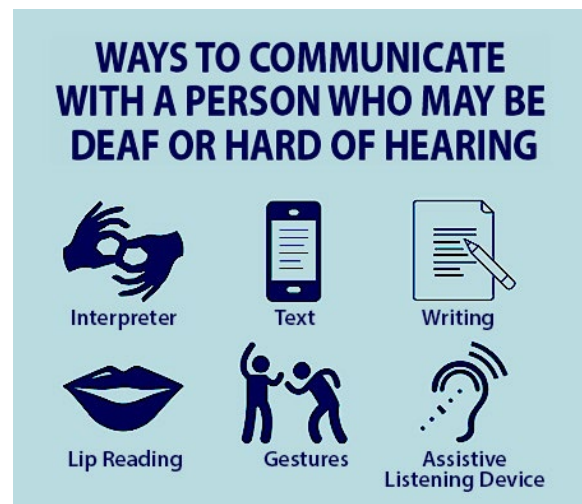 WAYS TO COMMUNICATE
WITH A PERSON WHO MAY BE
DEAF OR HARD OF HEARING
Interpreter
Text
Writing
Lip Reading
Gestures
Assistive
Listening Device